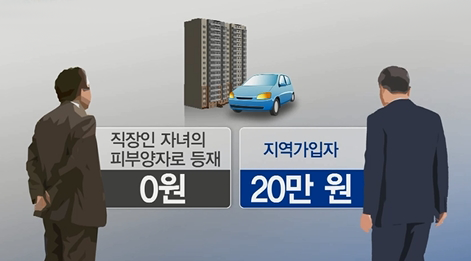 직장인 자녀의
피부양자로 등재
0원
지역가입자
20만 원